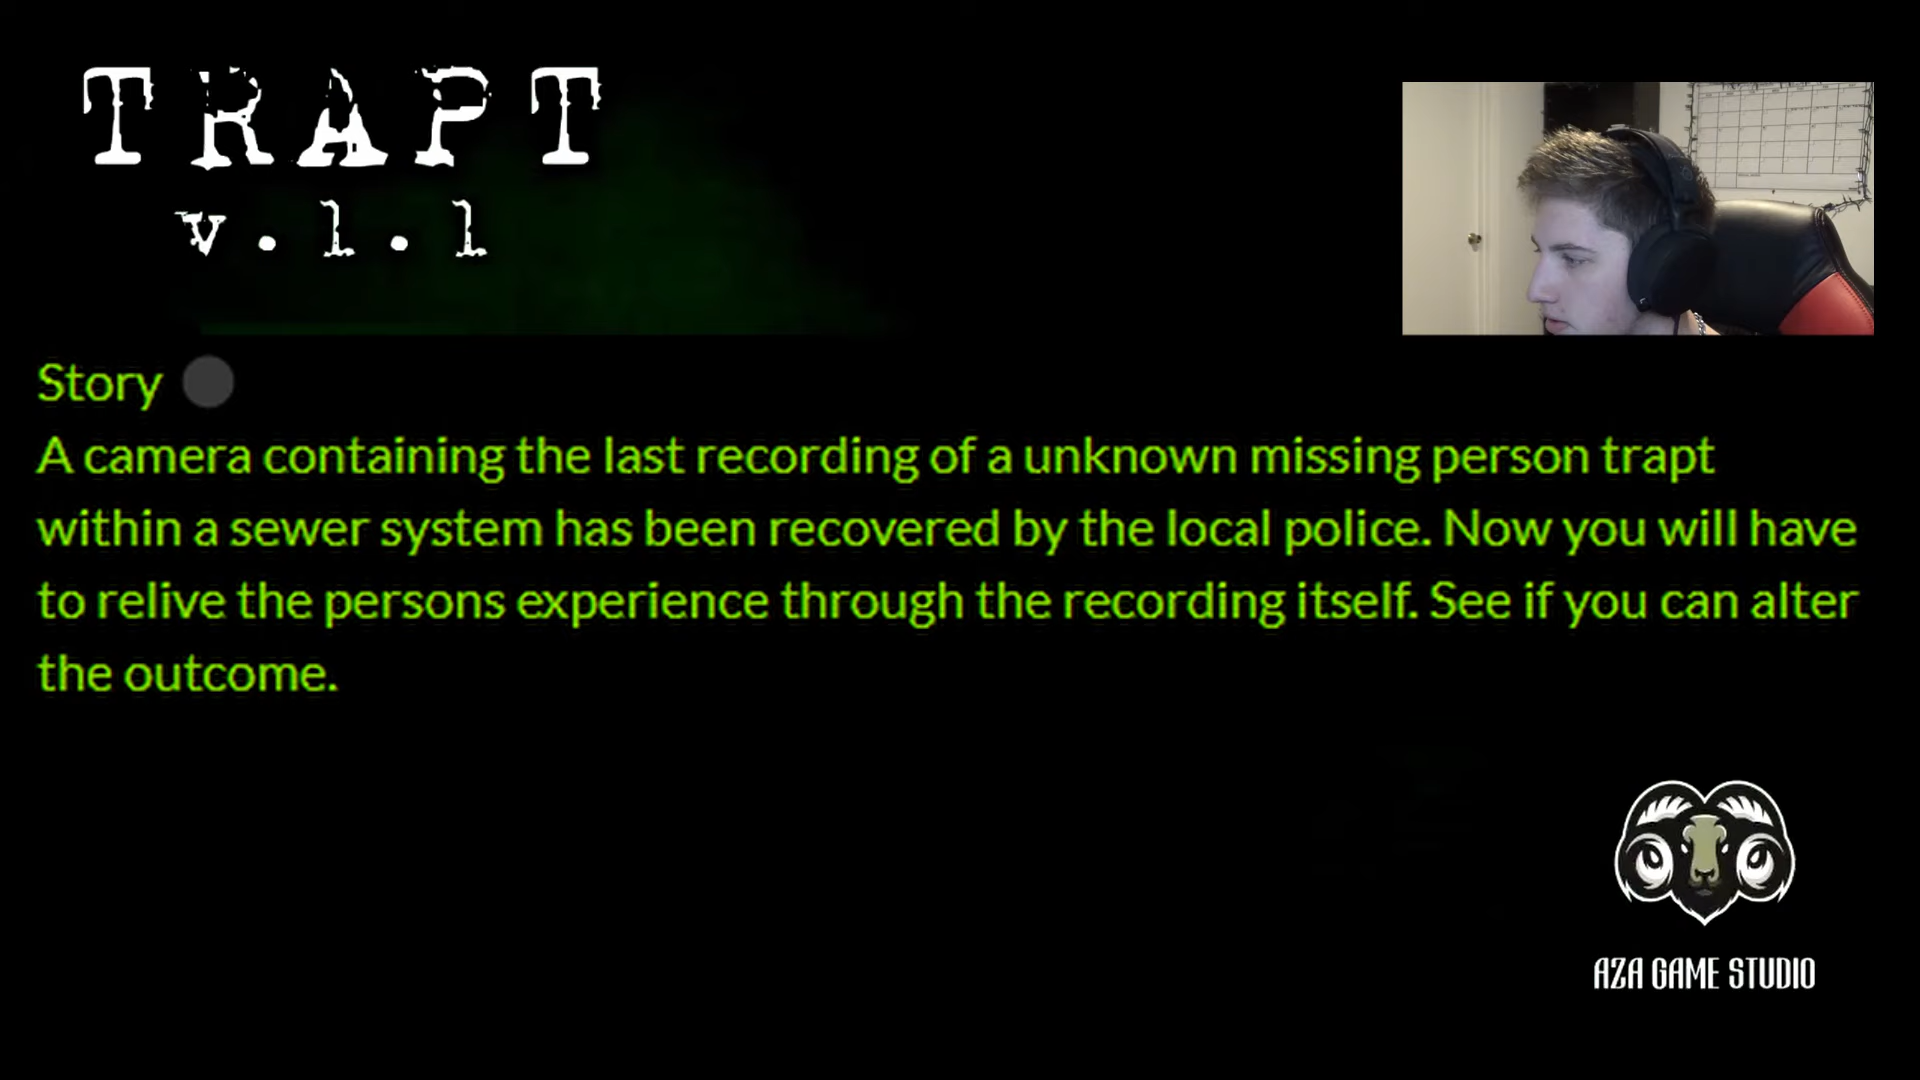 TRAPT
v.1.1
Story
A camera containing the last recording of a unknown missing person trapt
within a sewer system has been recovered by the local police. Now you will have
to relive the persons experience through the recording itself. See if you can alter
the outcome.
AZA GAME STUDIO